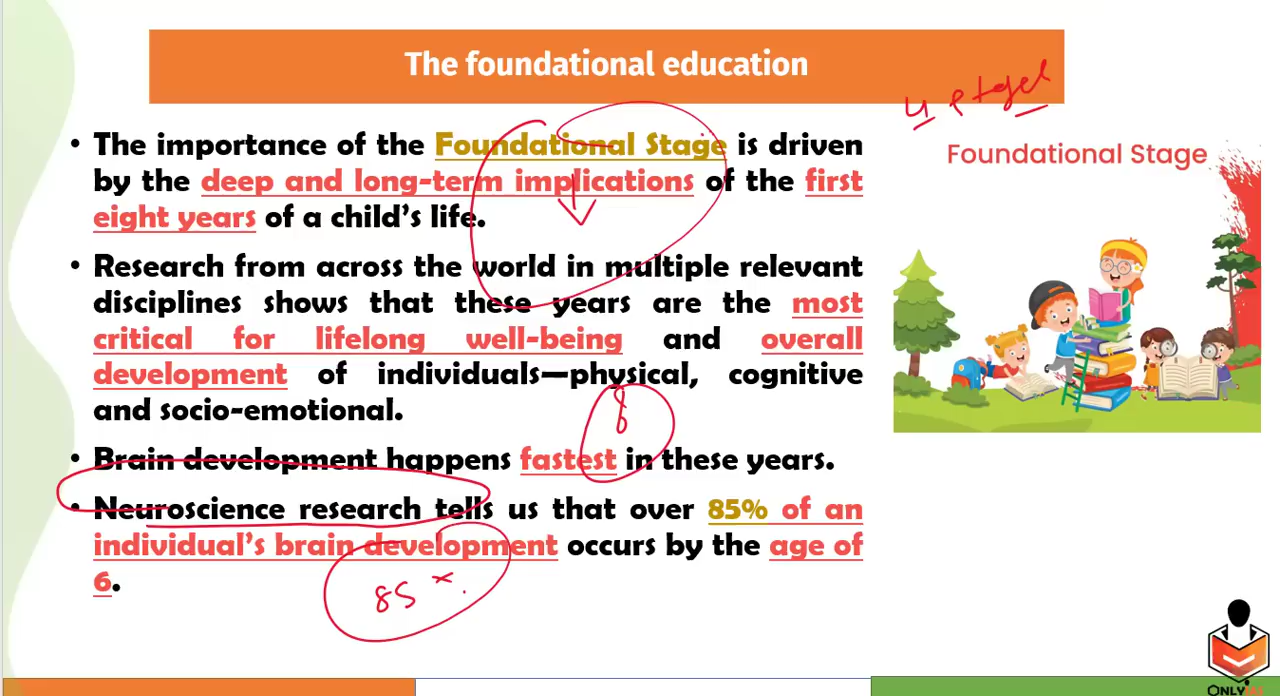 The foundational education
4 stages
Foundational Stage
• The importance of the Foundational Stage is driven
by the deep and long-term implications of the first
eight years of a child's life.
• Research from across the world in multiple relevant
disciplines shows that these years are the most
critical for lifelong well-being and overall
development of individuals—physical, cognitive
and socio-emotional.
8
• Brain development happens fastest in these years.
• Neuroscience research tells us that over 85% of an
individual's brain development occurs by the age of
6.
85 %
ONLYIAS